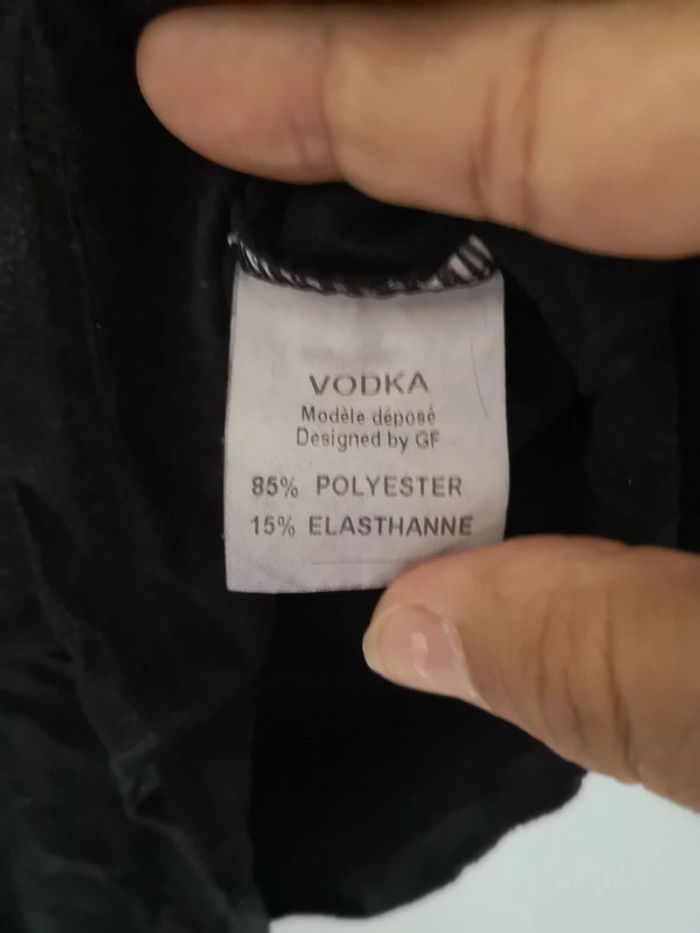 VODKA
Modèle déposé
Designed by GF
85% POLYESTER
15% ELASTHANNE